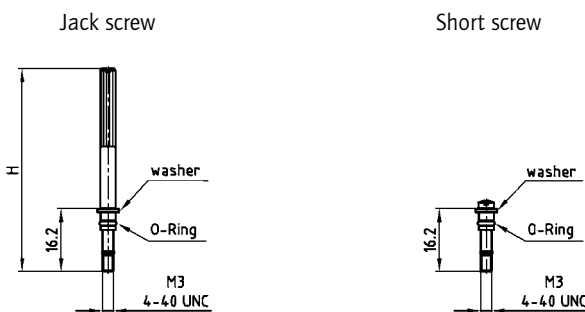 Jack screw
H
16.2
washer
O-Ring
M3
4-40 UNC
Short screw
16.2
washer
O-Ring
M3
4-40 UNC